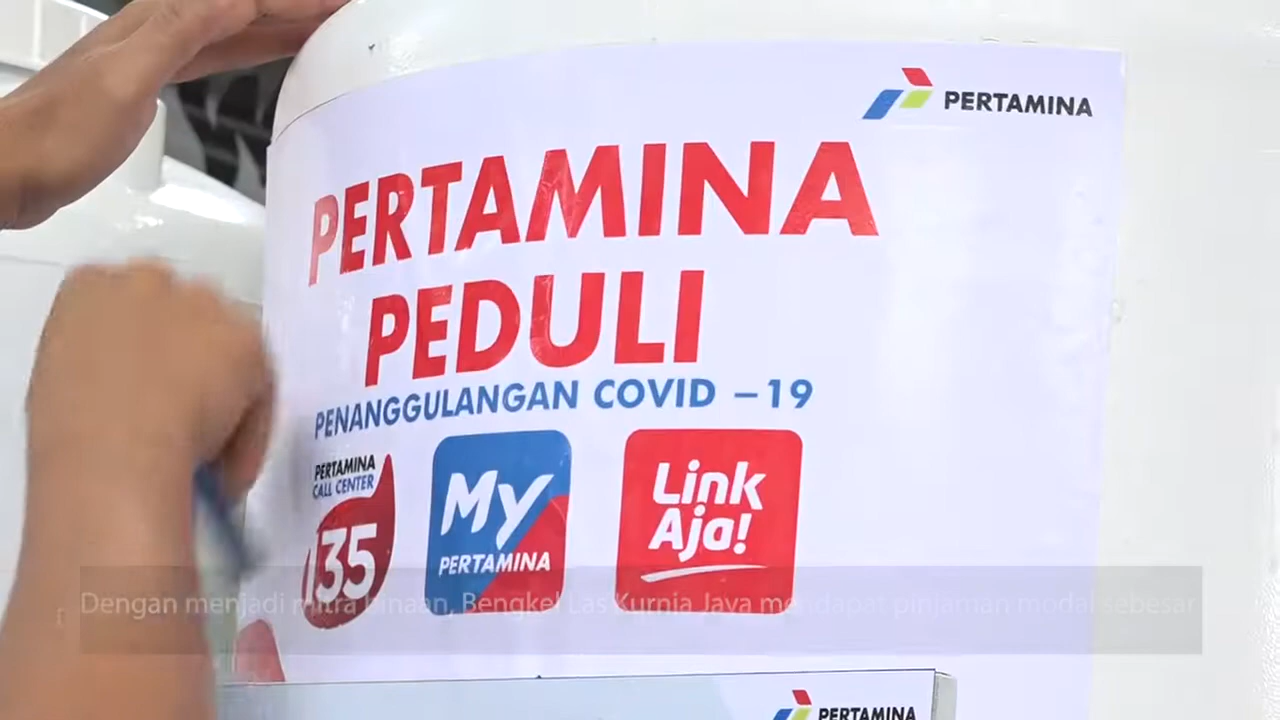 PERTAMINA
PERTAMINA
PEDULI
PENANGGULANGAN COVID –19
PERTAMINA
CALL CENTER
135
My
PERTAMINA
Link
Aja!
Dengan menjadi mitra binaan, Bengkel Las Kurnia Jaya mendapat pinjaman modal sebesar
PERTAMINA